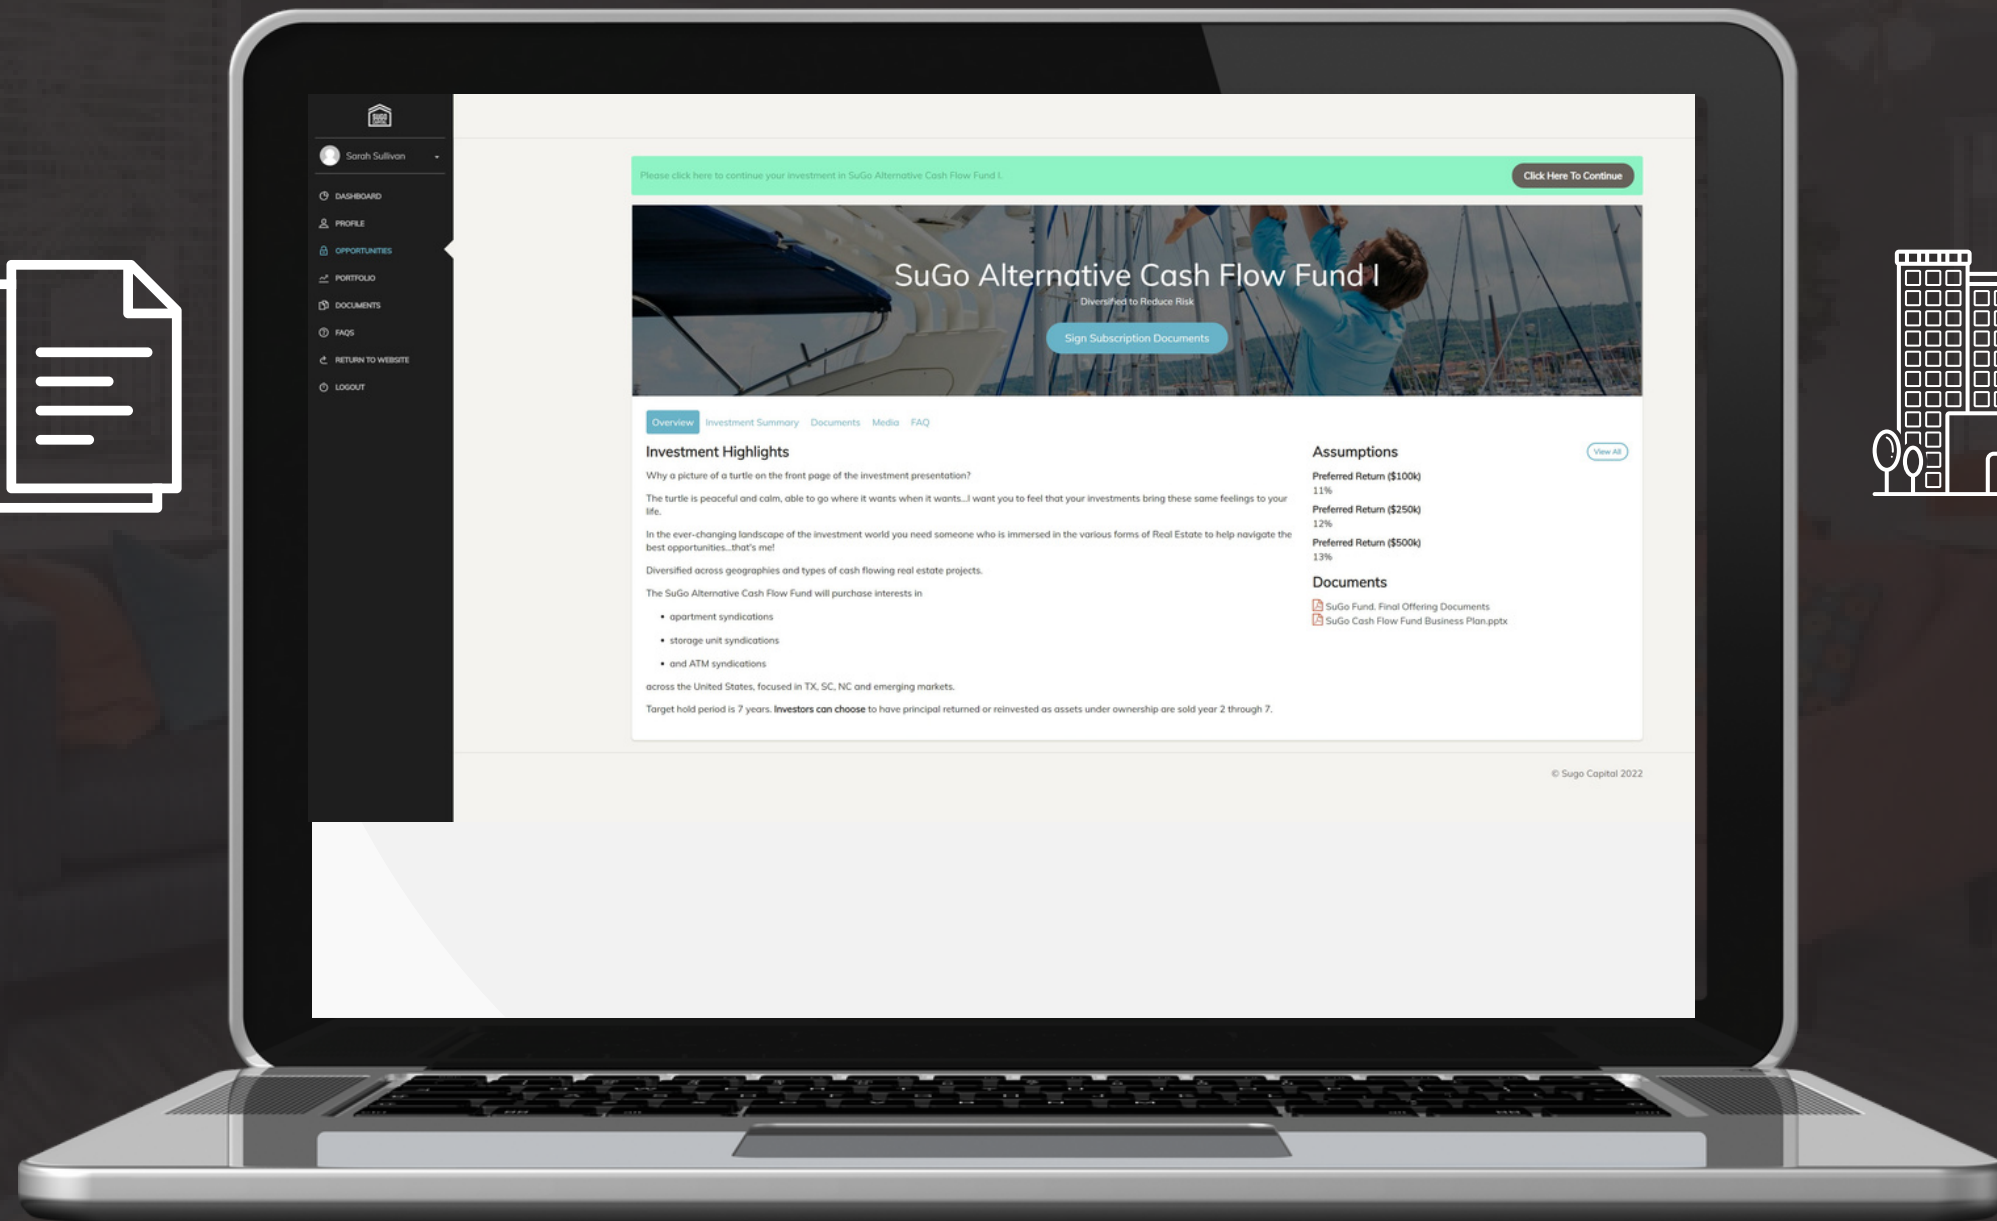 SUGO
CAPITAL
Sarah Sullivan
DASHBOARD
PROFILE
OPPORTUNITIES
PORTFOLIO
DOCUMENTS
FAQS
RETURN TO WEBSITE
LOGOUT
Please click here to continue your investment in SuGo Alternative Cash Flow Fund I.
Click Here To Continue
SuGo Alternative Cash Flow Fund I
Diversified to Reduce Risk
Sign Subscription Documents
Overview Investment Summary Documents Media FAQ
Investment Highlights
Why a picture of a turtle on the front page of the investment presentation?
The turtle is peaceful and calm, able to go where it wants when it wants...I want you to feel that your investments bring these same feelings to your
life.
In the ever-changing landscape of the investment world you need someone who is immersed in the various forms of Real Estate to help navigate the
best opportunities...that's me!
Diversified across geographies and types of cash flowing real estate projects.
The SuGo Alternative Cash Flow Fund will purchase interests in
• apartment syndications
• storage unit syndications
• and ATM syndications
across the United States, focused in TX, SC, NC and emerging markets.
Target hold period is 7 years. Investors can choose to have principal returned or reinvested as assets under ownership are sold year 2 through 7.
Assumptions
View All
Preferred Return ($100k)
11%
Preferred Return ($250k)
12%
Preferred Return ($500k)
13%
Documents
SuGo Fund. Final Offering Documents
SuGo Cash Flow Fund Business Plan.pptx
© Sugo Capital 2022